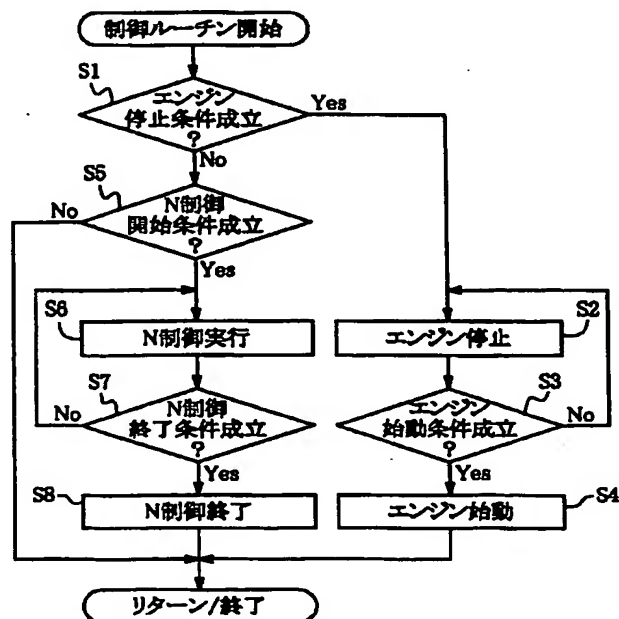 制御ルーチン開始
S1
エンジン
停止条件成立
?
Yes
No
S5
N制御
開始条件成立
?
No
Yes
S6
N制御実行
S2
エンジン停止
S7
N制御
終了条件成立
?
No
Yes
S3
エンジン
始動条件成立
?
No
Yes
S8
N制御終了
S4
エンジン始動
リターン/終了